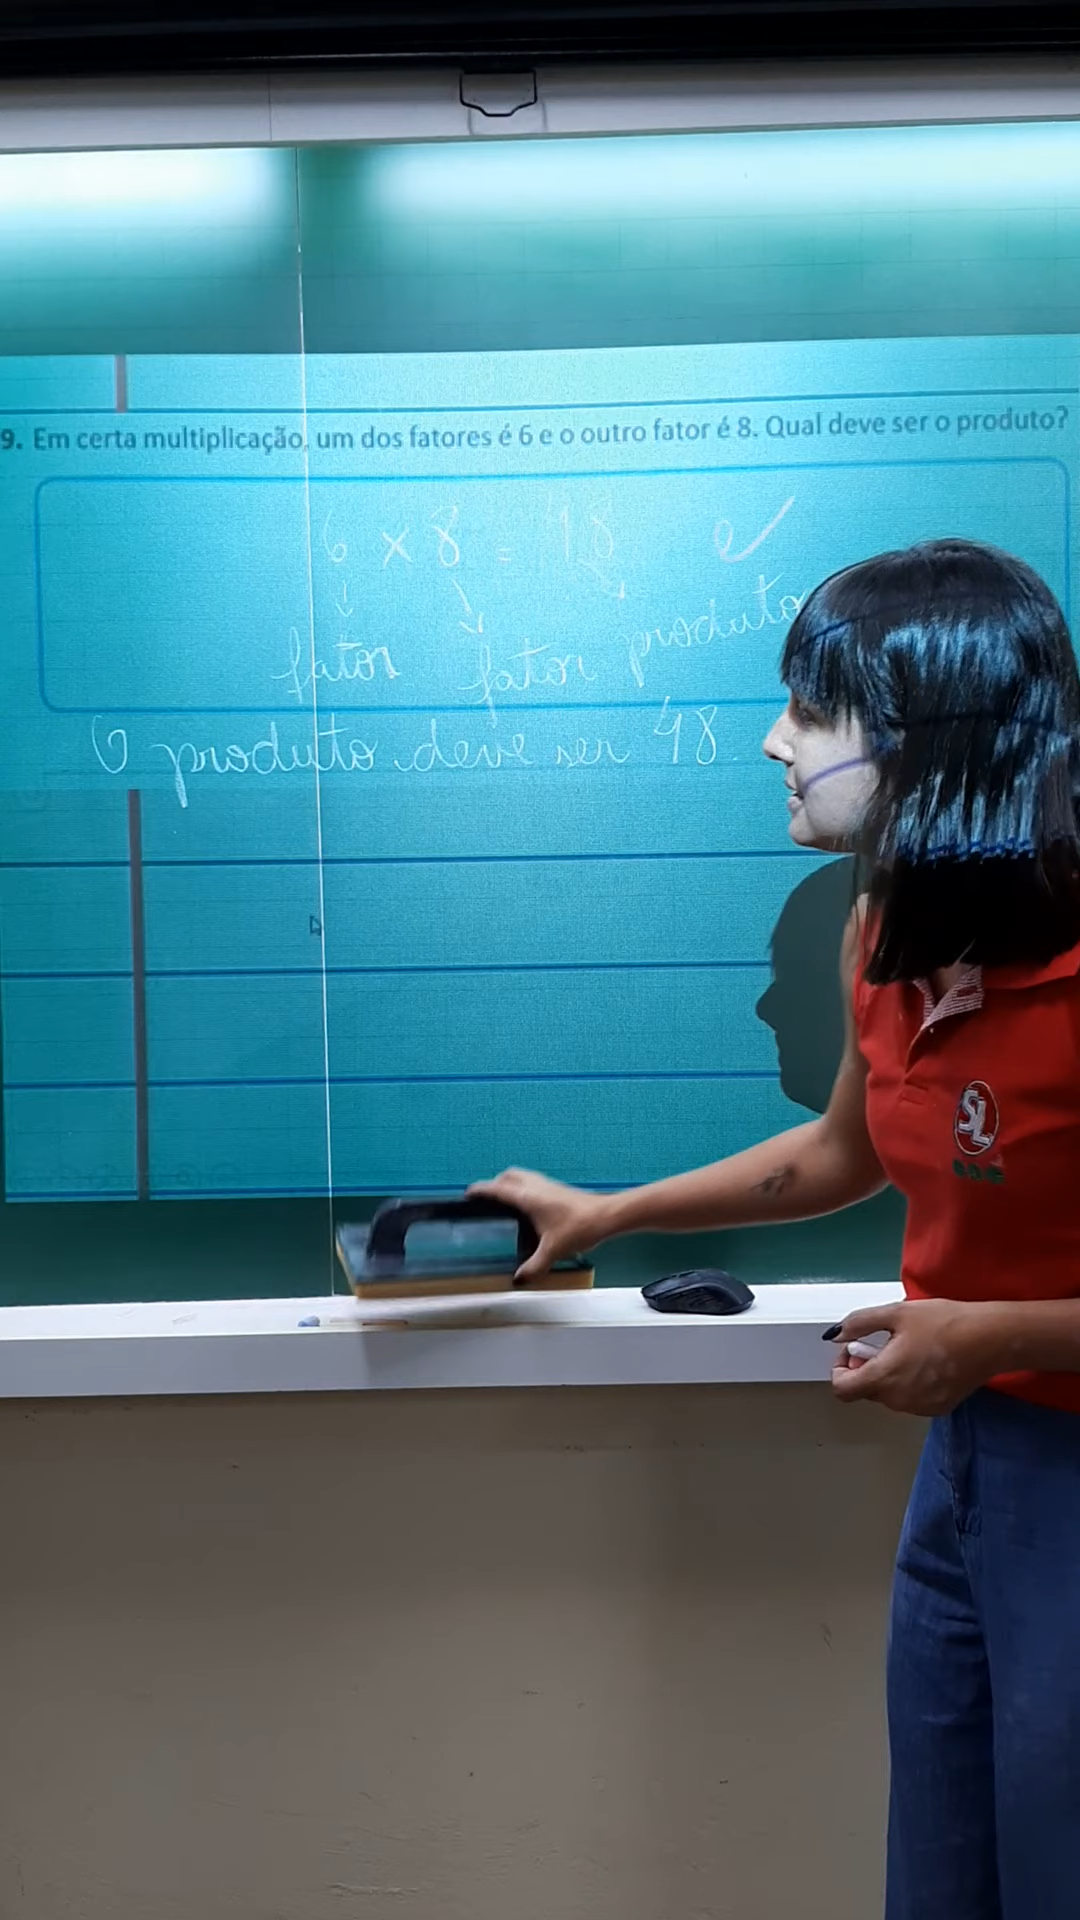 9. Em certa multiplicação, um dos fatores é 6 e o outro fator é 8. Qual deve ser o produto?
6 x 8 = 48
fator fator produto
O produto deve ser 48.
SL